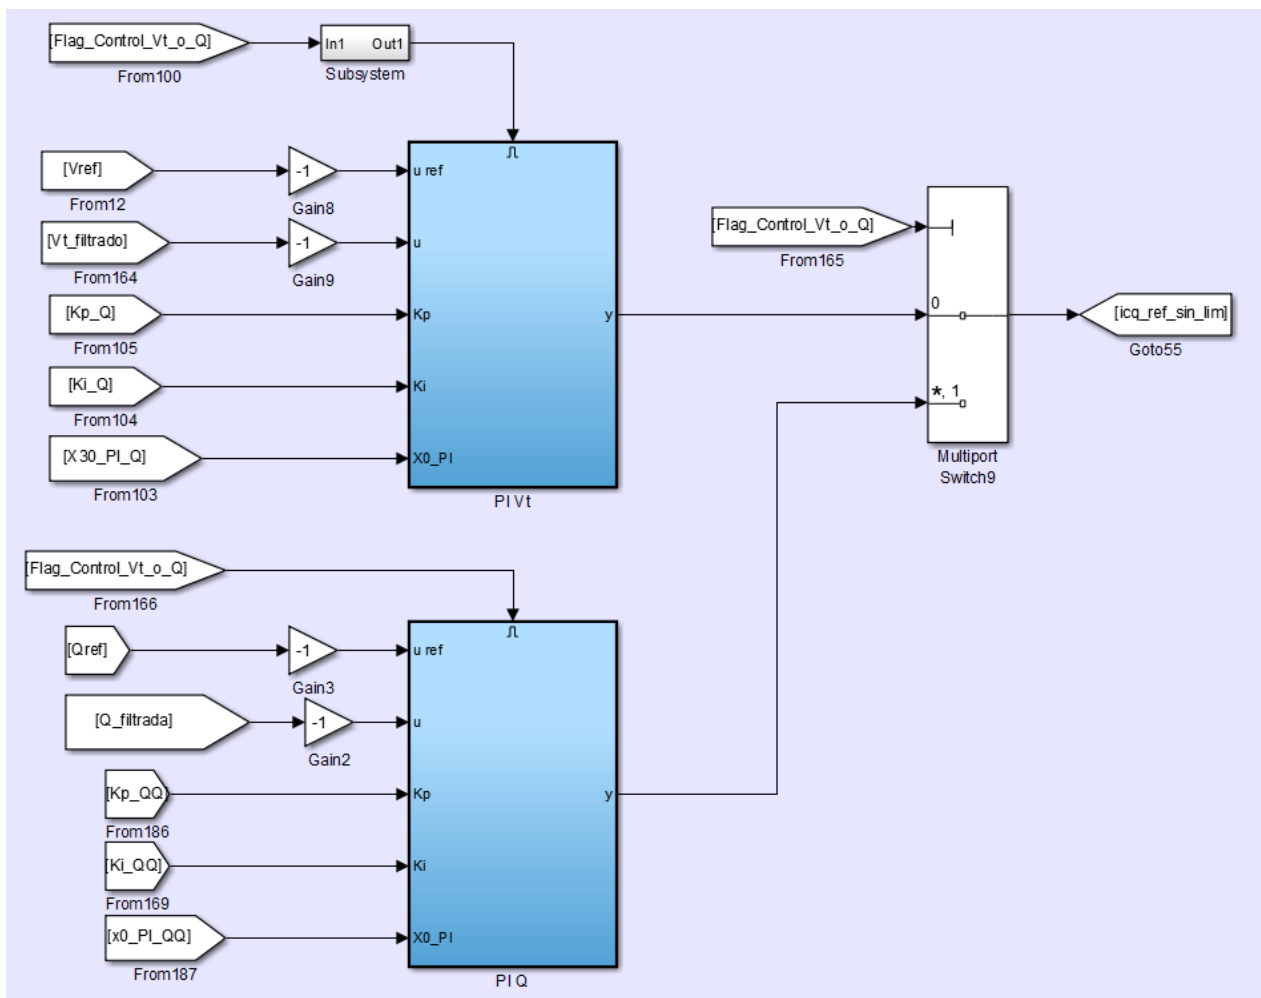 [Flag_Control_Vt_o_Q]
From100
In1 Out1
Subsystem
[Vref]
From12
-1
Gain8
u ref
[Vt_filtrado]
From164
-1
Gain9
u
[Kp_Q]
From105
Kp
y
[Ki_Q]
From104
Ki
[X30_PI_Q]
From103
X0_PI
PI Vt
[Flag_Control_Vt_o_Q]
From165
0
*, 1
Multiport
Switch9
[icq_ref_sin_lim]
Goto55
[Flag_Control_Vt_o_Q]
From166
[Qref]
-1
Gain3
u ref
[Q_filtrada]
-1
Gain2
u
[Kp_QQ]
From186
Kp
y
[Ki_QQ]
From169
Ki
[x0_PI_QQ]
From187
X0_PI
PI Q